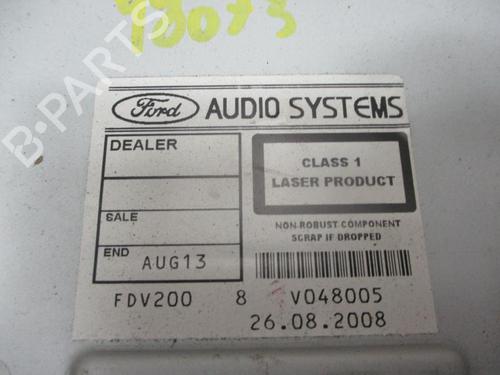 B-PARTS
Ford AUDIO SYSTEMS
DEALER
SALE
END AUG13
CLASS 1
LASER PRODUCT
NON-ROBUST COMPONENT
SCRAP IF DROPPED
FDV200 8 V048005
26.08.2008